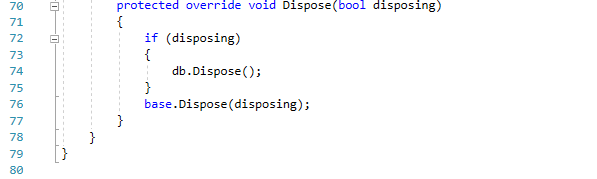 70 protected override void Dispose(bool disposing)
71 {
72 if (disposing)
73 {
74 db.Dispose();
75 }
76 base.Dispose(disposing);
77 }
78 }
79 }
80